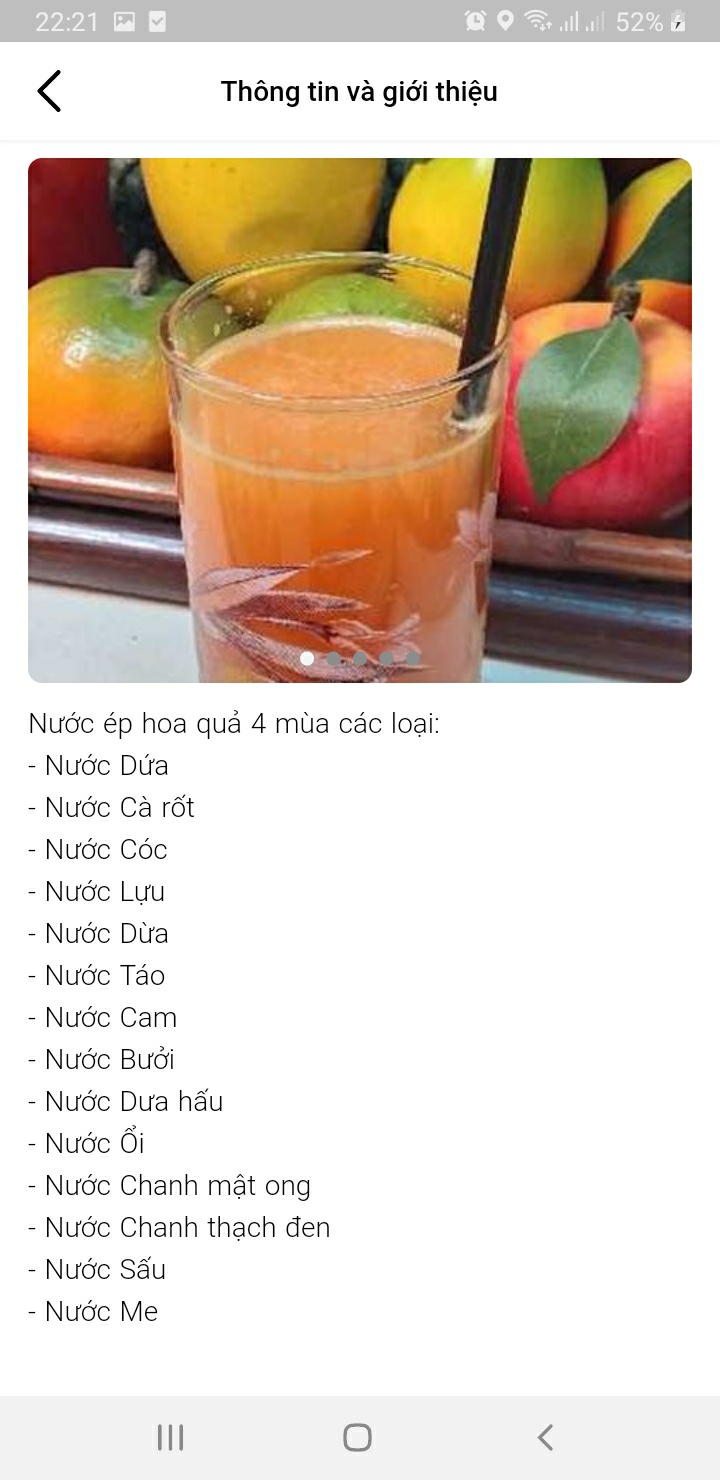 22:21
52%
Thông tin và giới thiệu
Nước ép hoa quả 4 mùa các loại:
- Nước Dứa
- Nước Cà rốt
- Nước Cóc
- Nước Lựu
- Nước Dừa
- Nước Táo
- Nước Cam
- Nước Bưởi
- Nước Dưa hấu
- Nước Ổi
- Nước Chanh mật ong
- Nước Chanh thạch đen
- Nước Sấu
- Nước Me